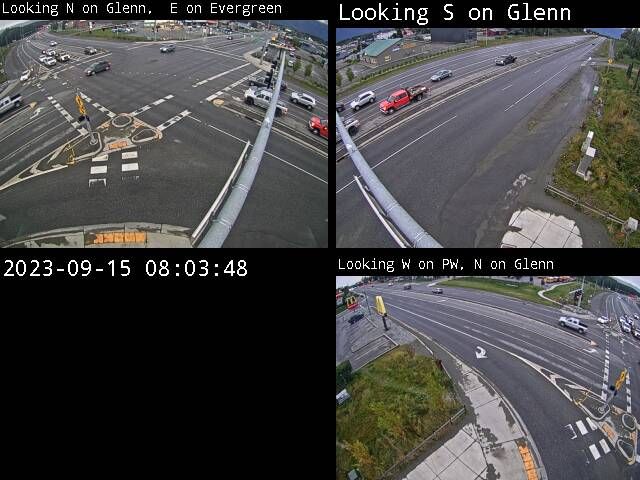 Looking N on Glenn, E on Evergreen
Looking S on Glenn
2023-09-15 08:03:48
Looking W on PW, N on Glenn